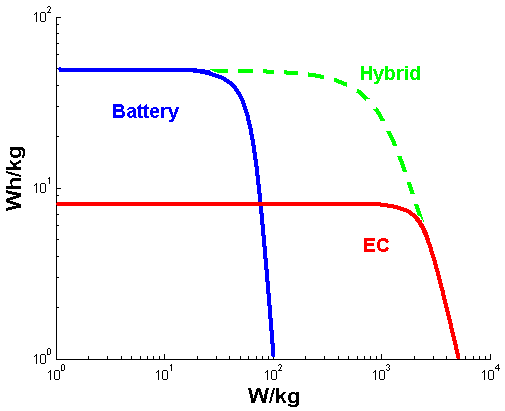 10²
Hybrid
Battery
Wh/kg
10¹
EC
10⁰
10⁰ 10¹ 10² 10³ 10⁴
W/kg